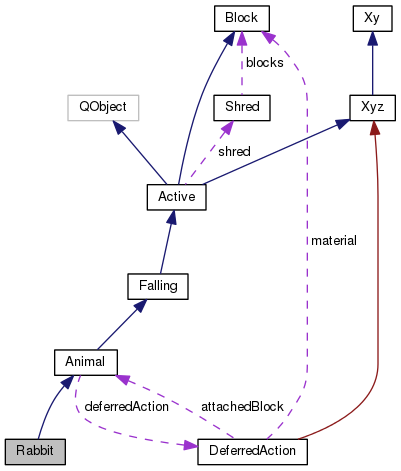 Block
Xy
blocks
QObject
Shred
Xyz
shred
Active
material
Falling
Animal
deferredAction
attachedBlock
Rabbit
DeferredAction